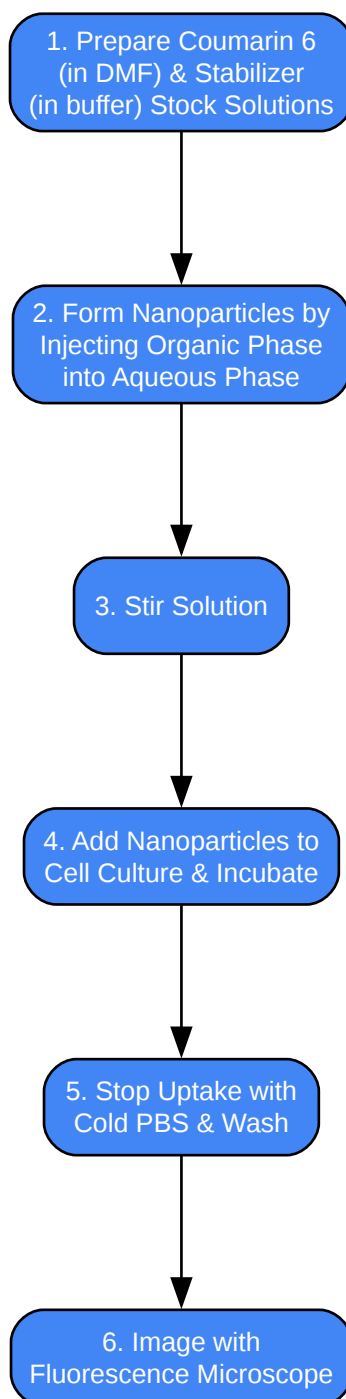 1. Prepare Coumarin 6
(in DMF) & Stabilizer
(in buffer) Stock Solutions
2. Form Nanoparticles by
Injecting Organic Phase
into Aqueous Phase
3. Stir Solution
4. Add Nanoparticles to
Cell Culture & Incubate
5. Stop Uptake with
Cold PBS & Wash
6. Image with
Fluorescence Microscope